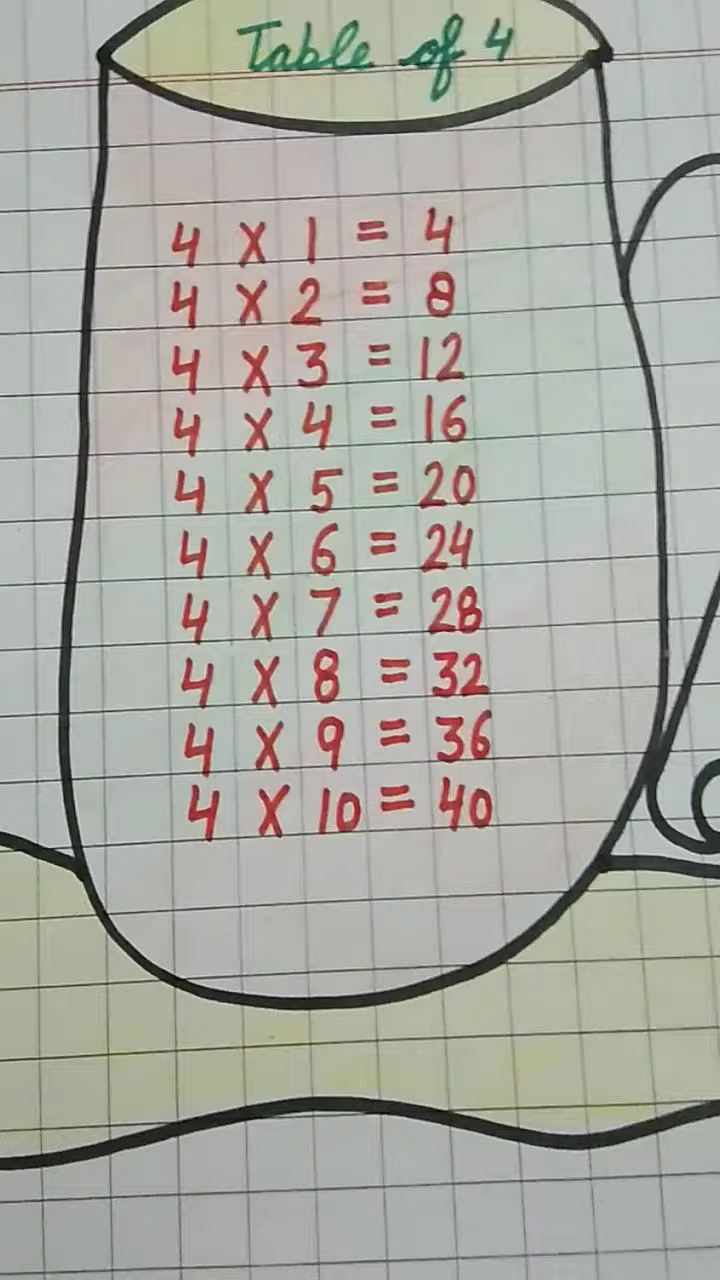 Table of 4
4 X 1 = 4
4 X 2 = 8
4 X 3 = 12
4 X 4 = 16
4 X 5 = 20
4 X 6 = 24
4 X 7 = 28
4 X 8 = 32
4 X 9 = 36
4 X 10 = 40